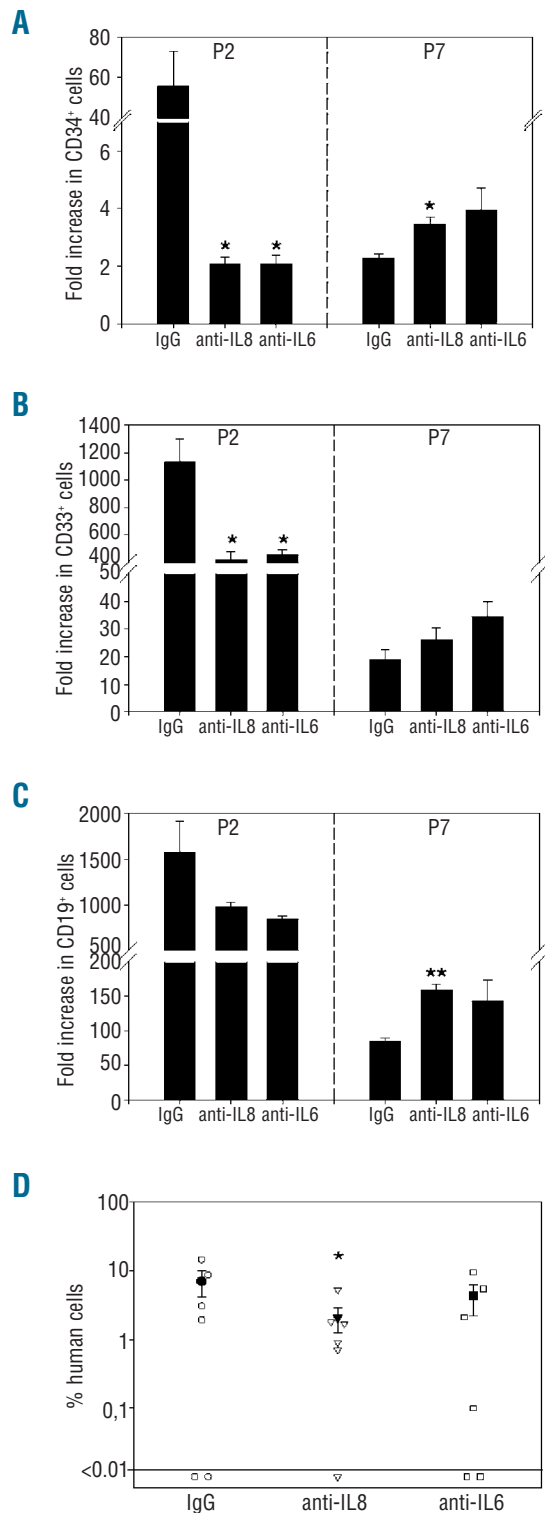 A
Fold increase in CD34+ cells
80
60
40
6
4
2
0
P2
P7
*
*
*
IgG anti-IL8 anti-IL6
IgG anti-IL8 anti-IL6
B
Fold increase in CD33+ cells
1400
1200
1000
800
600
400
50
40
30
20
10
0
P2
P7
*
*
IgG anti-IL8 anti-IL6
IgG anti-IL8 anti-IL6
C
Fold increase in CD19+ cells
2000
1500
1000
500
200
150
100
50
0
P2
P7
**
IgG anti-IL8 anti-IL6
IgG anti-IL8 anti-IL6
D
% human cells
100
10
1
0,1
<0.01
*
IgG anti-IL8 anti-IL6